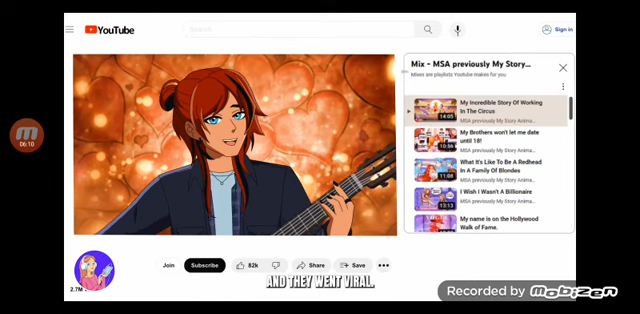 YouTube
Search
Sign in
Mix - MSA previously My Story...
Mixes are playlists Youtube makes for you
My Incredible Story Of Working
In The Circus
MSA previously My Story Anima...
14:05
My Brothers won't let me date
until 18!
MSA previously My Story Anima...
10:36
What It's Like To Be A Redhead
In A Family Of Blondes
MSA previously My Story Anima...
11:08
I Wish I Wasn't A Billionaire
MSA previously My Story Anima...
13:13
My name is on the Hollywood
Walk of Fame.
06:10
Join
Subscribe
82k
Share
Save
2.7M
AND THEY WENT VIRAL.
Recorded by MOBIZEN